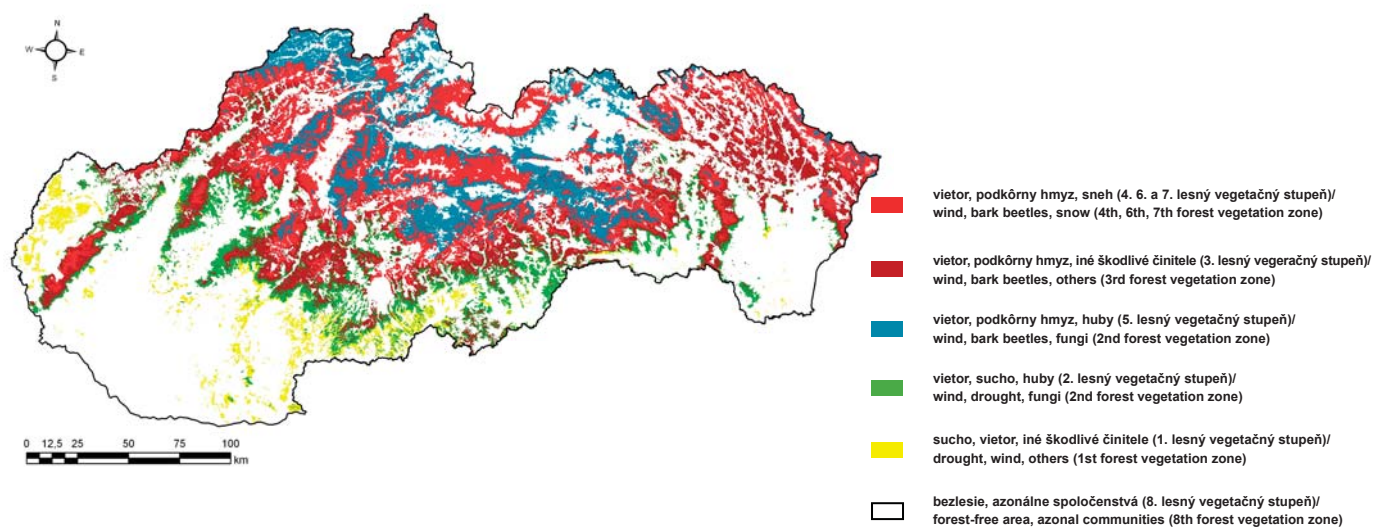 N
W E
S
0 12,5 25 50 75 100
km
vietor, podkôrny hmyz, sneh (4. 6. a 7. lesný vegetačný stupeň)/
wind, bark beetles, snow (4th, 6th, 7th forest vegetation zone)
vietor, podkôrny hmyz, iné škodlivé činitele (3. lesný vegeračný stupeň)/
wind, bark beetles, others (3rd forest vegetation zone)
vietor, podkôrny hmyz, huby (5. lesný vegetačný stupeň)/
wind, bark beetles, fungi (2nd forest vegetation zone)
vietor, sucho, huby (2. lesný vegetačný stupeň)/
wind, drought, fungi (2nd forest vegetation zone)
sucho, vietor, iné škodlivé činitele (1. lesný vegetačný stupeň)/
drought, wind, others (1st forest vegetation zone)
bezlesie, azonálne spoločenstvá (8. lesný vegetačný stupeň)/
forest-free area, azonal communities (8th forest vegetation zone)